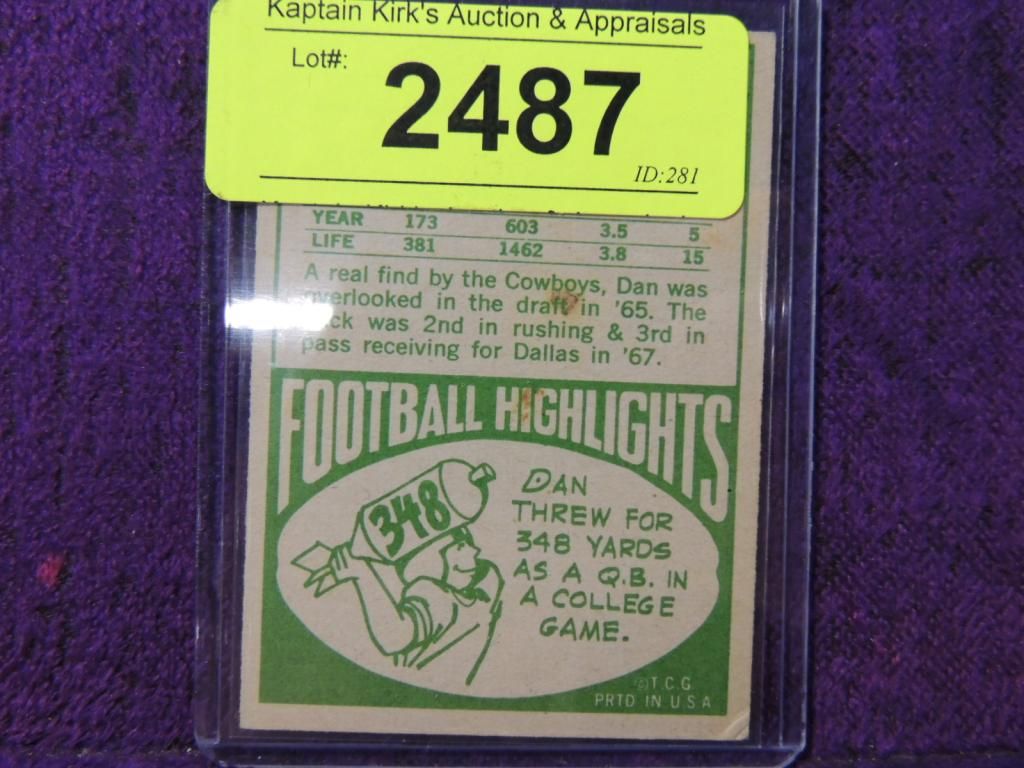 Kaptain Kirk's Auction & Appraisals
Lot#:
2487
ID:281
YEAR 173 603 3.5 5
LIFE 381 1462 3.8 15
A real find by the Cowboys, Dan was
overlooked in the draft in '65. The
was 2nd in rushing & 3rd in
pass receiving for Dallas in '67.
FOOTBALL HIGHLIGHTS
348
DAN
THREW FOR
348 YARDS
AS A Q.B. IN
A COLLEGE
GAME.
©T.C.G.
PRTD IN U S A